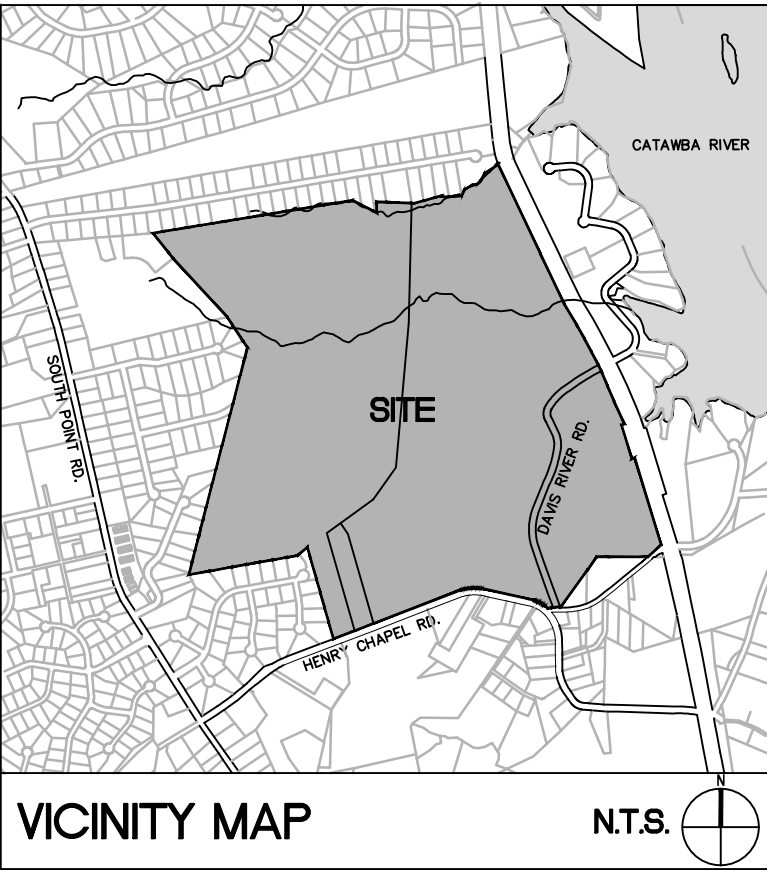 CATAWBA RIVER
SITE
SOUTH POINT RD.
DAVIS RIVER RD.
HENRY CHAPEL RD.
VICINITY MAP
N.T.S.
N